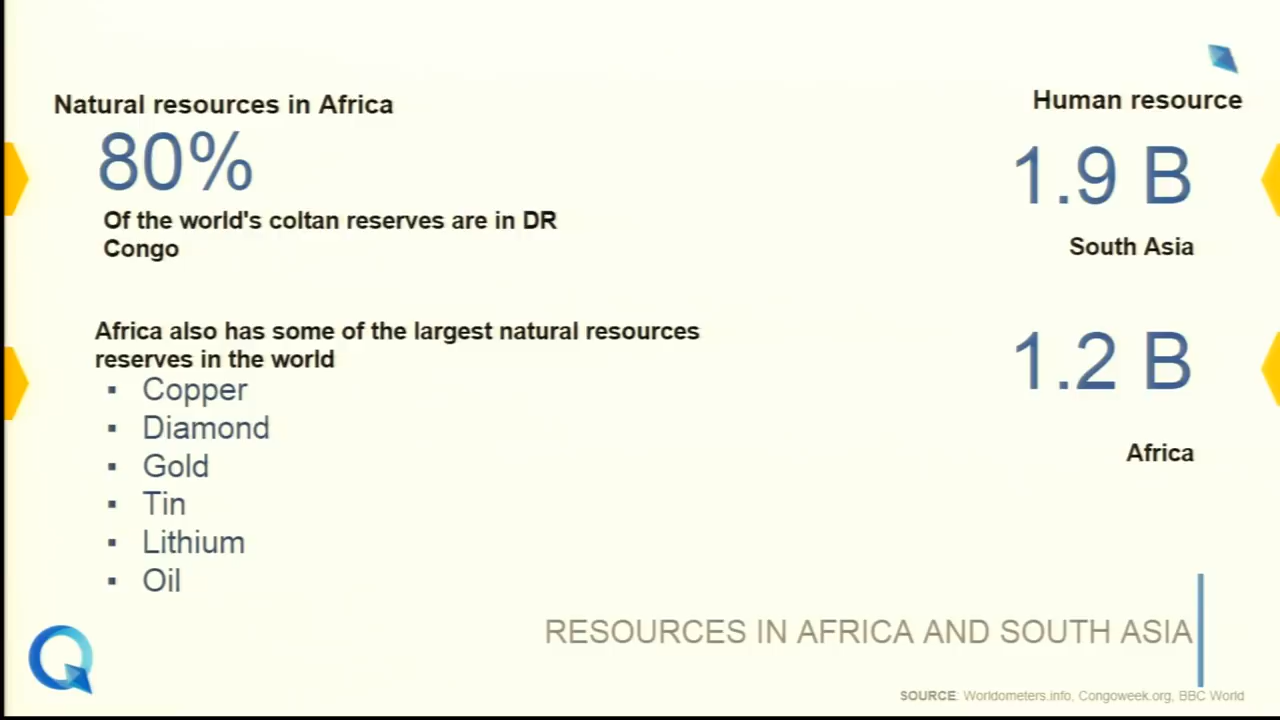 Natural resources in Africa
80%
Of the world's coltan reserves are in DR
Congo
Africa also has some of the largest natural resources
reserves in the world
▪ Copper
▪ Diamond
▪ Gold
▪ Tin
▪ Lithium
▪ Oil
Human resource
1.9 B
South Asia
1.2 B
Africa
RESOURCES IN AFRICA AND SOUTH ASIA
SOURCE: Worldometers.info, Congoweek.org, BBC World